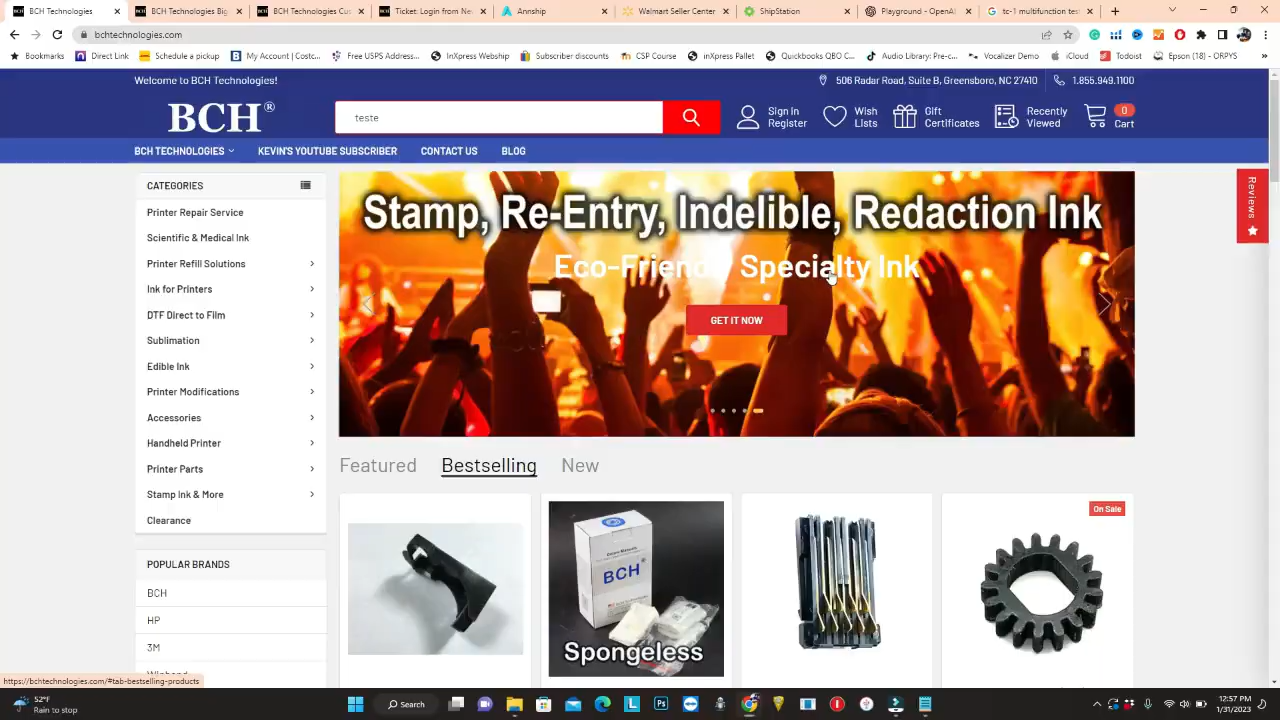 BCH Technologies
BCH Technologies Big
BCH Technologies Cus
Ticket: Login from Ne
Annship
Walmart Seller Center
ShipStation
Playground - OpenAI
tc-1 multifunction tes
bchtechnologies.com
Bookmarks
Direct Link
Schedule a pickup
My Account | Costc...
Free USPS Address...
InXpress Webship
Subscriber discounts
CSP Course
inXpress Pallet
Quickbooks QBO C...
Audio Library: Pre-c...
Vocalizer Demo
iCloud
Todoist
Epson (18) - ORPYS
Welcome to BCH Technologies!
506 Radar Road, Suite B, Greensboro, NC 27410
1.855.949.1100
BCH®
teste
Sign in
Register
Wish
Lists
Gift
Certificates
Recently
Viewed
0
Cart
BCH TECHNOLOGIES
KEVIN'S YOUTUBE SUBSCRIBER
CONTACT US
BLOG
CATEGORIES
Printer Repair Service
Scientific & Medical Ink
Printer Refill Solutions
Ink for Printers
DTF Direct to Film
Sublimation
Edible Ink
Printer Modifications
Accessories
Handheld Printer
Printer Parts
Stamp Ink & More
Clearance
POPULAR BRANDS
BCH
HP
3M
Stamp, Re-Entry, Indelible, Redaction Ink
Eco-Friendly Specialty Ink
GET IT NOW
Reviews
Featured
Bestselling
New
BCH
Spongeless
On Sale
https://bchtechnologies.com/#tab-bestselling-products
52°F
Rain to stop
Search
12:57 PM
1/31/2023